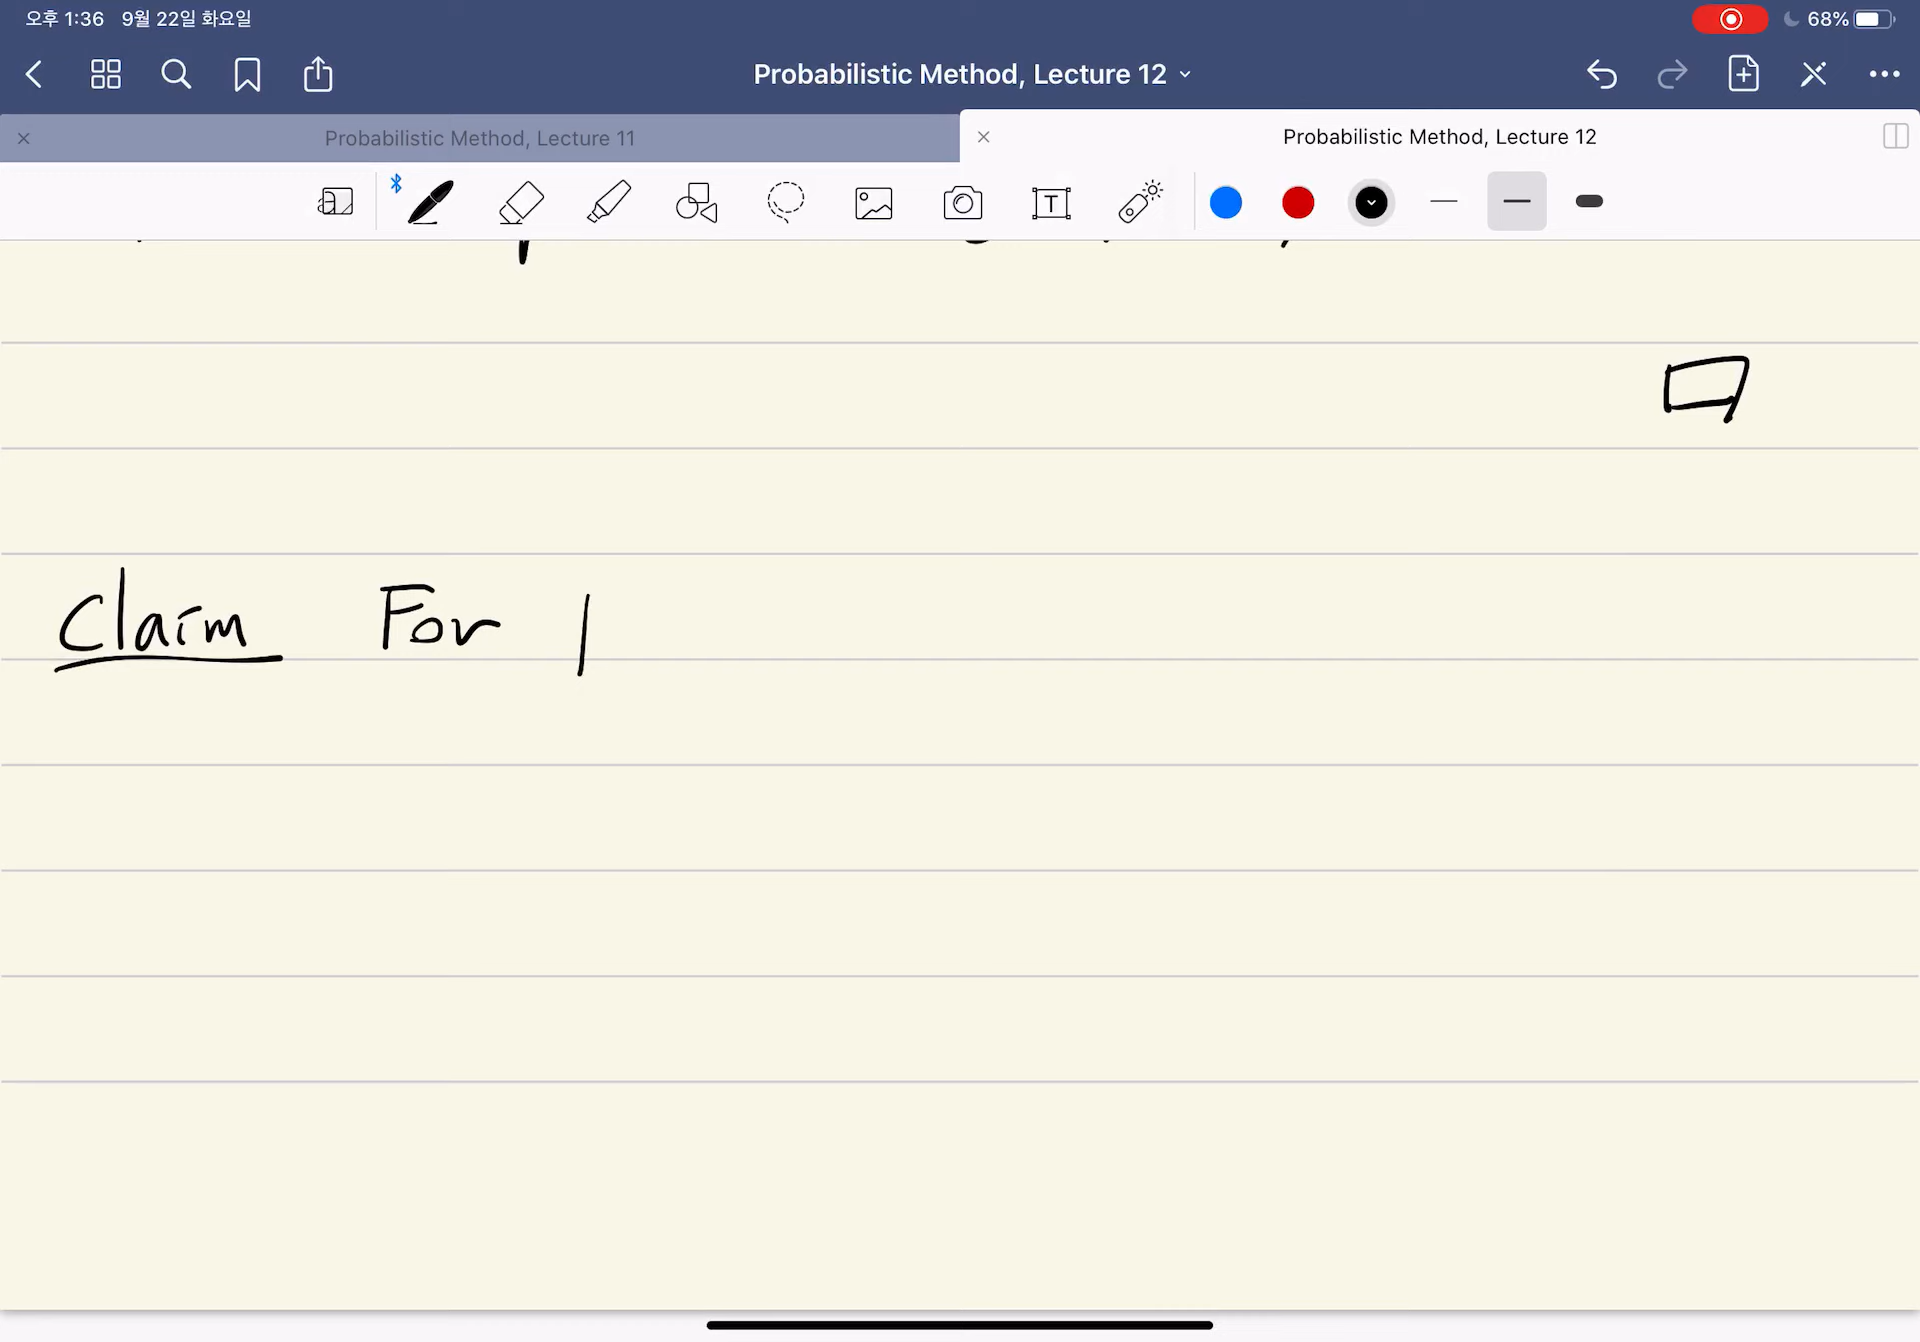 오후 1:36 9월 22일 화요일 68%
Probabilistic Method, Lecture 12
Probabilistic Method, Lecture 11 Probabilistic Method, Lecture 12
Claim For